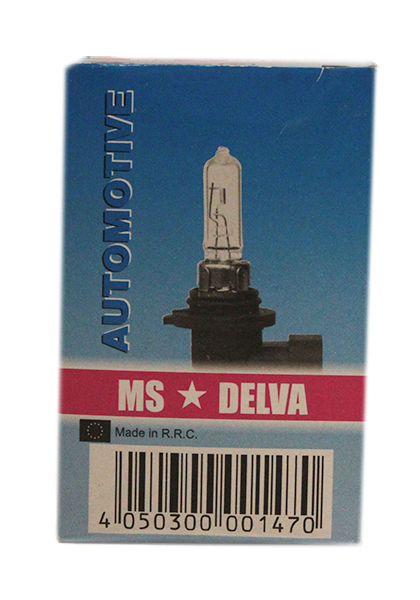 AUTOMOTIVE
MS ★ DELVA
Made in R.R.C.
4 050300 001470